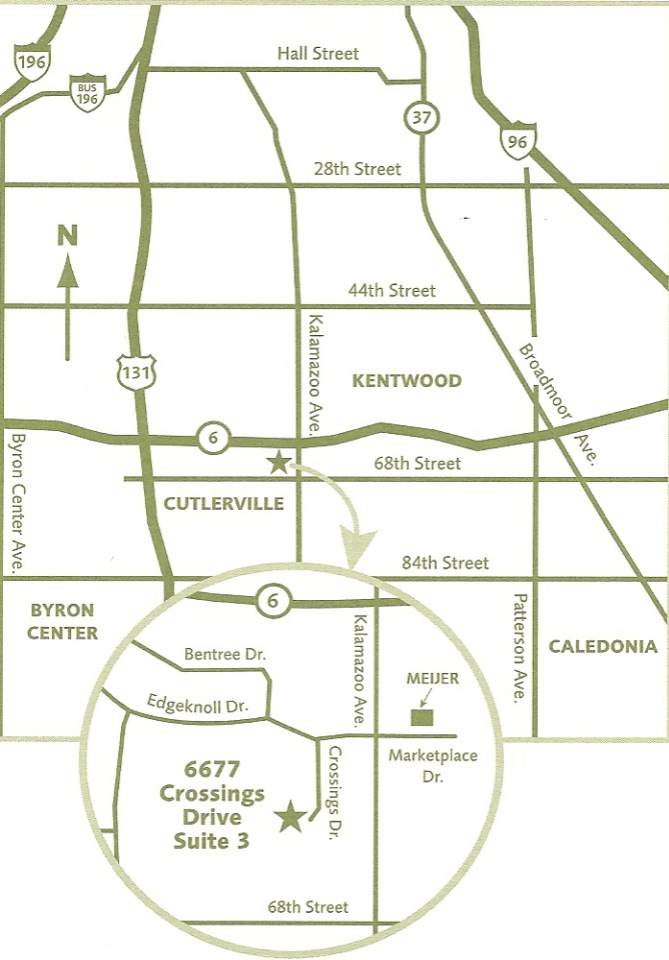 196
BUS
196
Hall Street
37
96
28th Street
N
44th Street
131
Kalamazoo Ave.
KENTWOOD
Broadmoor Ave.
6
68th Street
Byron Center Ave.
CUTLERVILLE
84th Street
BYRON
CENTER
6
Kalamazoo Ave.
Patterson Ave.
CALEDONIA
Bentree Dr.
MEIJER
Edgeknoll Dr.
Marketplace
Dr.
6677
Crossings
Drive
Suite 3
Crossings Dr.
68th Street